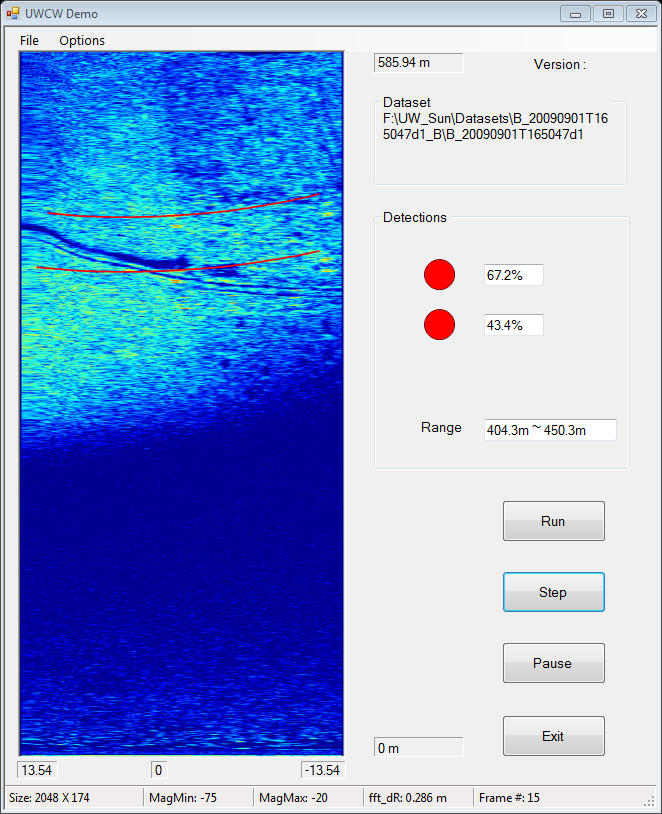 UWCW Demo
File Options
585.94 m
Version :
Dataset
F:\UW_Sun\Datasets\B_20090901T16
5047d1_B\B_20090901T165047d1
Detections
67.2%
43.4%
Range 404.3m ~ 450.3m
Run
Step
Pause
Exit
0 m
13.54 0 -13.54
Size: 2048 X 174 MagMin: -75 MagMax: -20 fft_dR: 0.286 m Frame #: 15